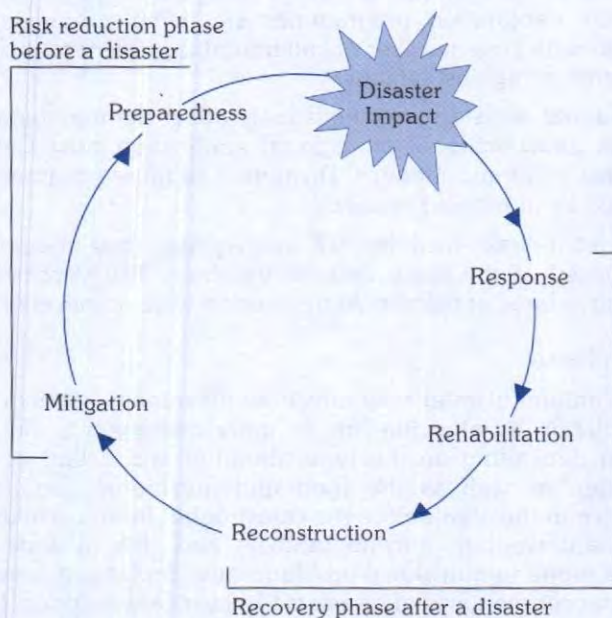 Risk reduction phase
before a disaster
Disaster
Impact
Preparedness
Response
Mitigation
Rehabilitation
Reconstruction
Recovery phase after a disaster